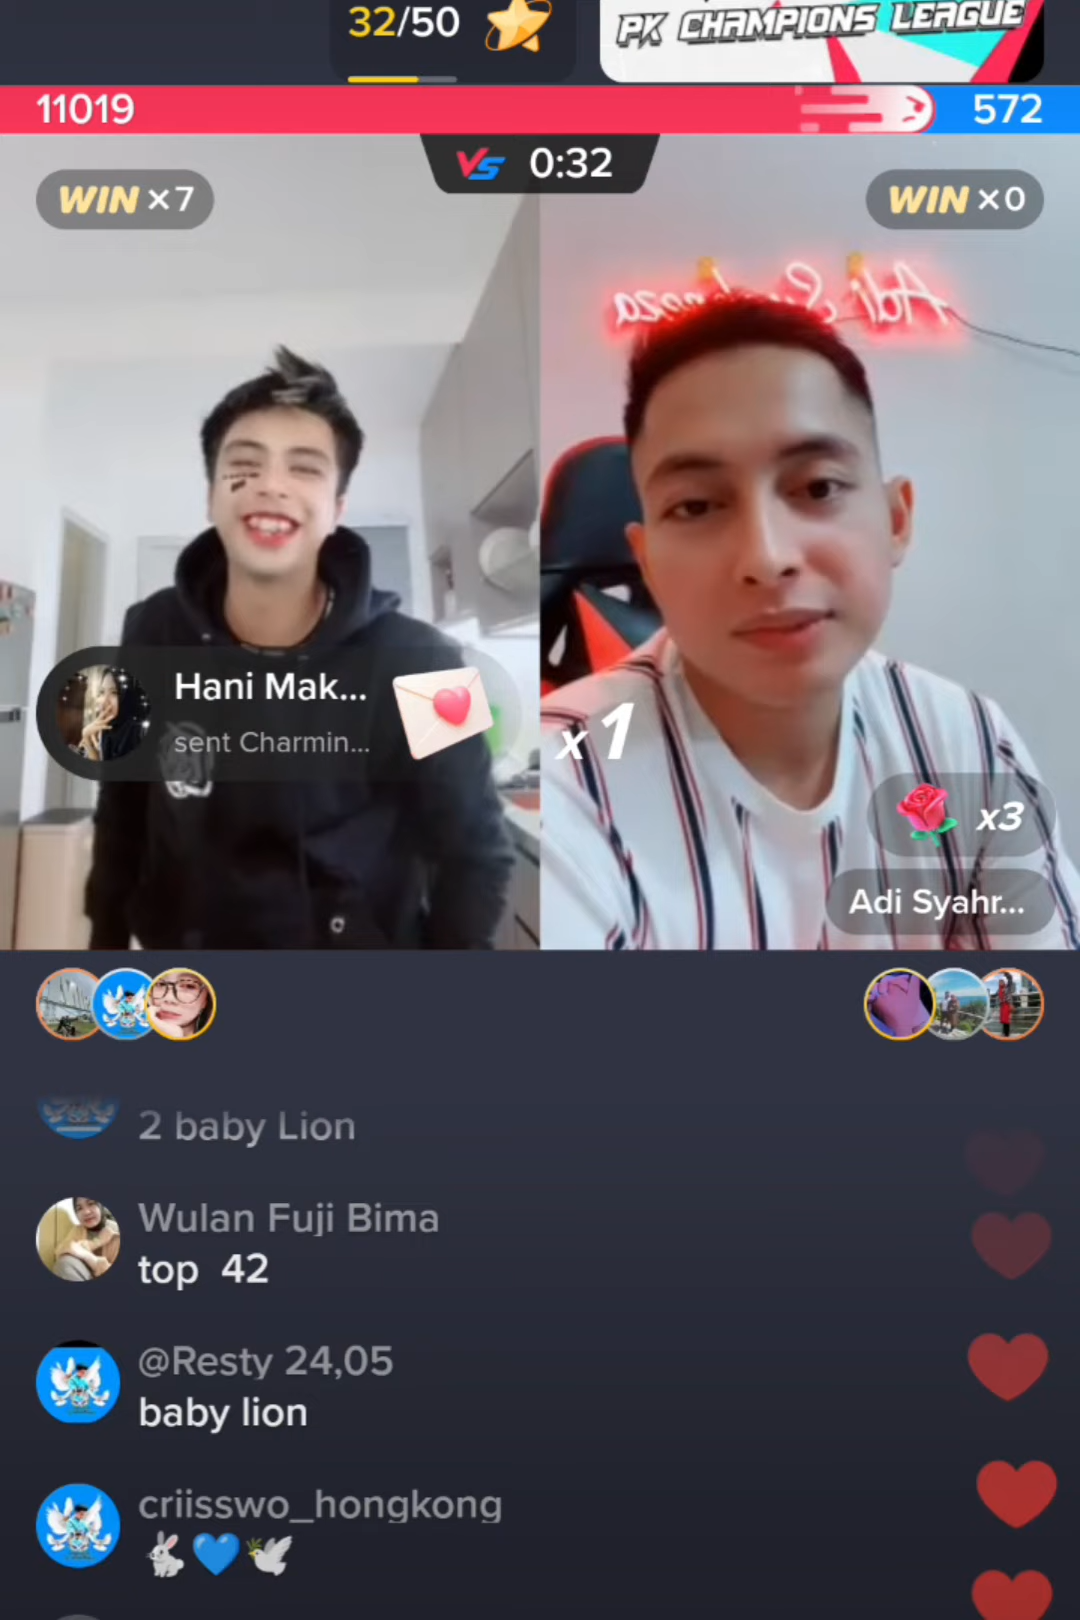 32/50
PK CHAMPIONS LEAGUE
11019
572
VS 0:32
WIN ×7
WIN ×0
Adi
Hani Mak...
sent Charmin...
x1
x3
Adi Syahr...
2 baby Lion
Wulan Fuji Bima
top 42
@Resty 24,05
baby lion
criisswo_hongkong
🐇💙🕊